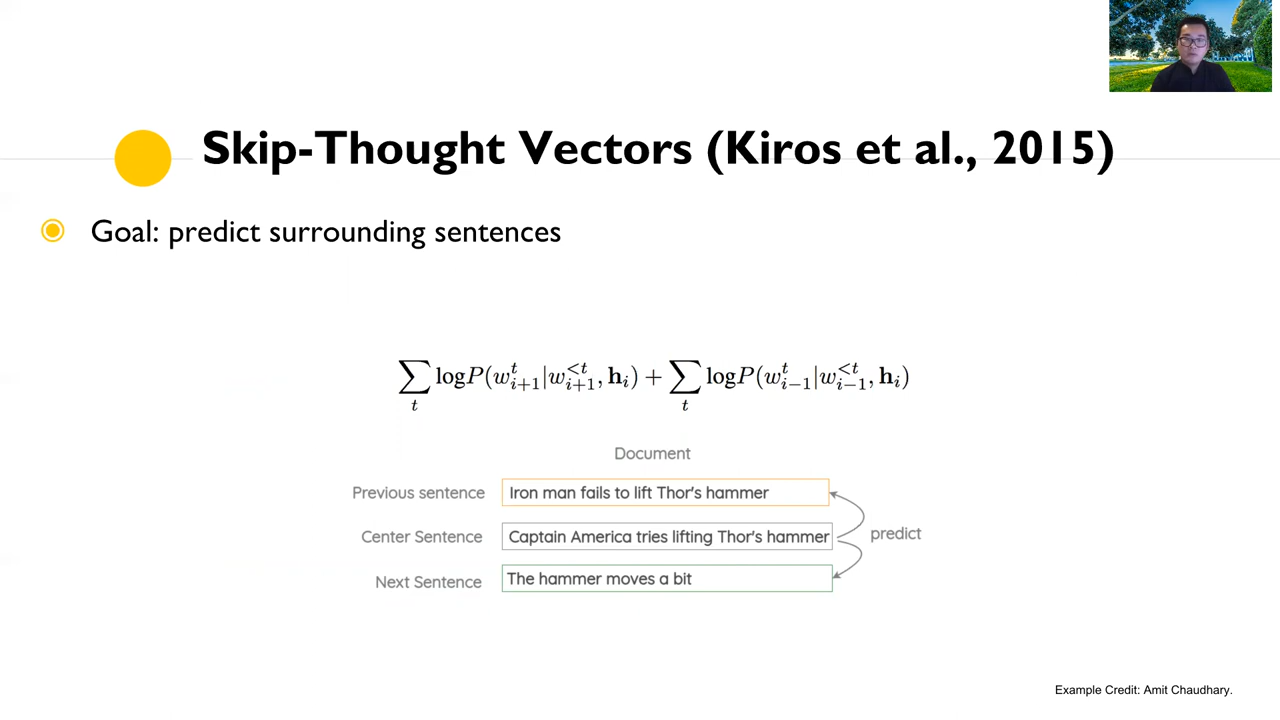 Skip-Thought Vectors (Kiros et al., 2015)
Goal: predict surrounding sentences
∑_t logP(w^t_{i+1}|w^{<t}_{i+1}, h_i) + ∑_t logP(w^t_{i−1}|w^{<t}_{i−1}, h_i)
Document
Previous sentence Iron man fails to lift Thor's hammer
Center Sentence Captain America tries lifting Thor's hammer predict
Next Sentence The hammer moves a bit
Example Credit: Amit Chaudhary.